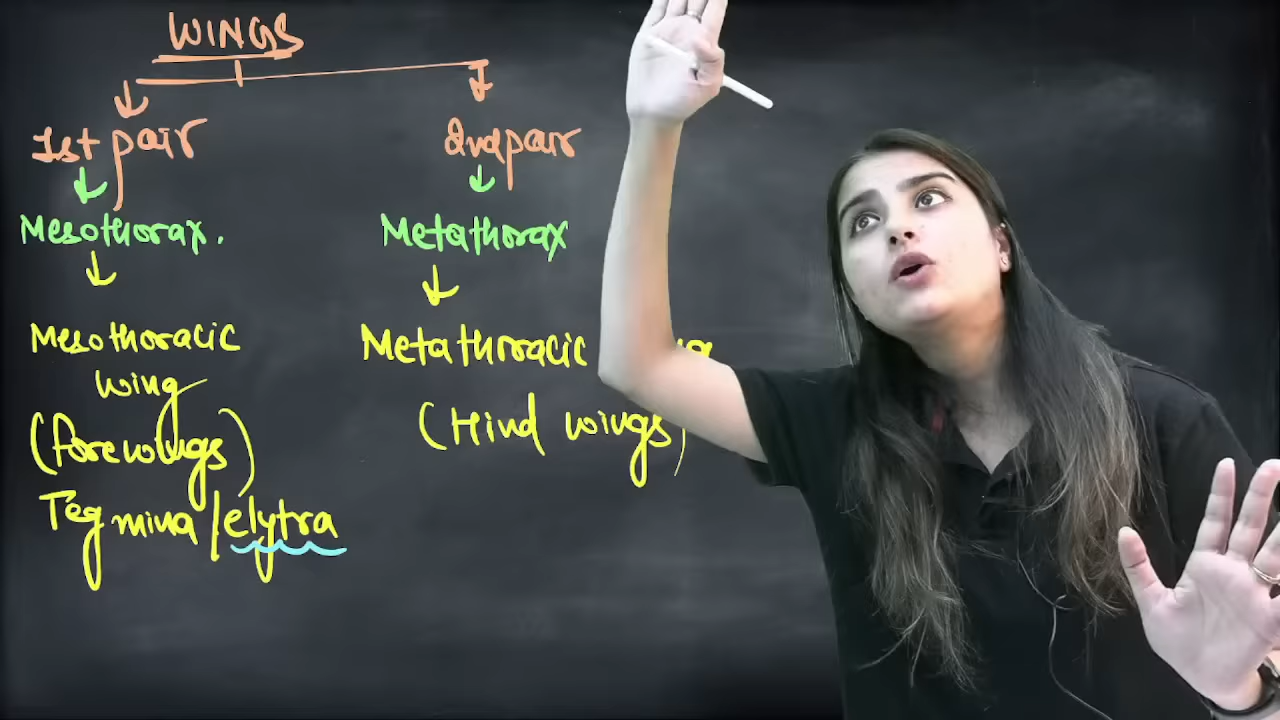 WINGS
1st pair
2nd pair
Mesothorax.
Metathorax
Mesothoracic
wing
Metathoracic
(Forewings)
(Hind wings)
Tegmina/elytra